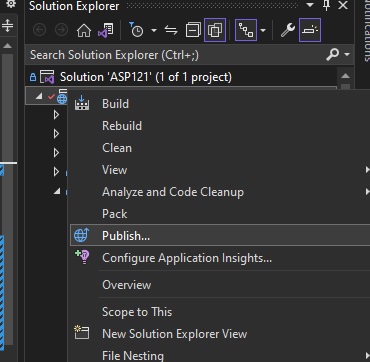 Solution Explorer
Search Solution Explorer (Ctrl+;)
Solution 'ASP121' (1 of 1 project)
Build
Rebuild
Clean
View
Analyze and Code Cleanup
Pack
Publish...
Configure Application Insights...
Overview
Scope to This
New Solution Explorer View
File Nesting